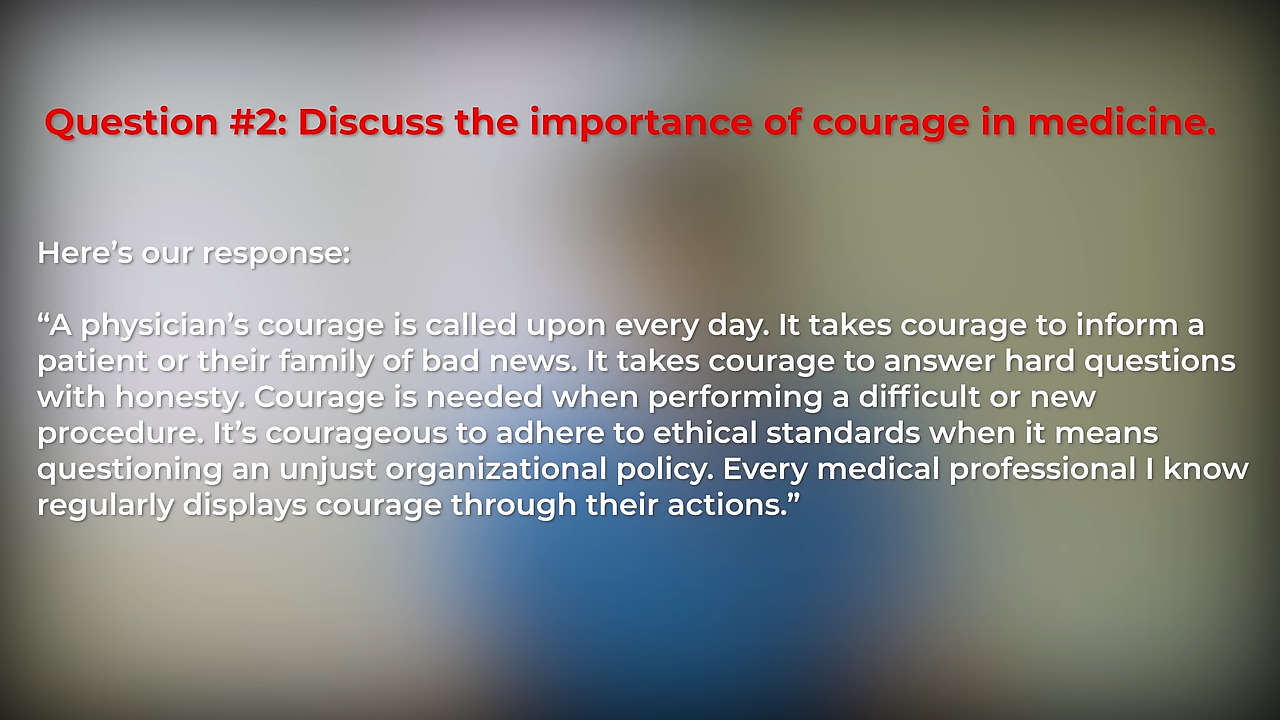 Question #2: Discuss the importance of courage in medicine.
Here’s our response:
“A physician’s courage is called upon every day. It takes courage to inform a
patient or their family of bad news. It takes courage to answer hard questions
with honesty. Courage is needed when performing a difficult or new
procedure. It’s courageous to adhere to ethical standards when it means
questioning an unjust organizational policy. Every medical professional I know
regularly displays courage through their actions.”